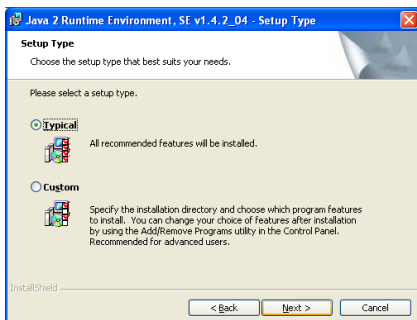 Java 2 Runtime Environment, SE v1.4.2_04 - Setup Type
Setup Type
Choose the setup type that best suits your needs.
Please select a setup type.
Typical
All recommended features will be installed.
Custom
Specify the installation directory and choose which program features
to install. You can change your choice of features after installation
by using the Add/Remove Programs utility in the Control Panel.
Recommended for advanced users.
InstallShield
< Back Next > Cancel